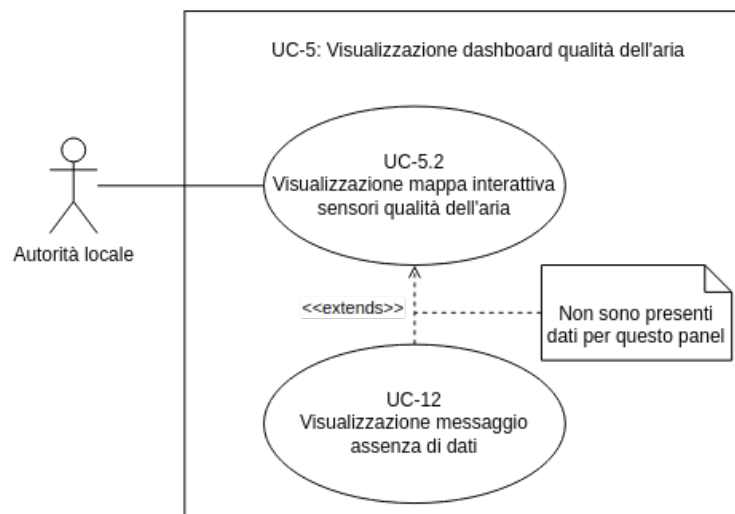 UC-5: Visualizzazione dashboard qualità dell'aria
UC-5.2
Visualizzazione mappa interattiva
sensori qualità dell'aria
Autorità locale
<<extends>>
Non sono presenti
dati per questo panel
UC-12
Visualizzazione messaggio
assenza di dati